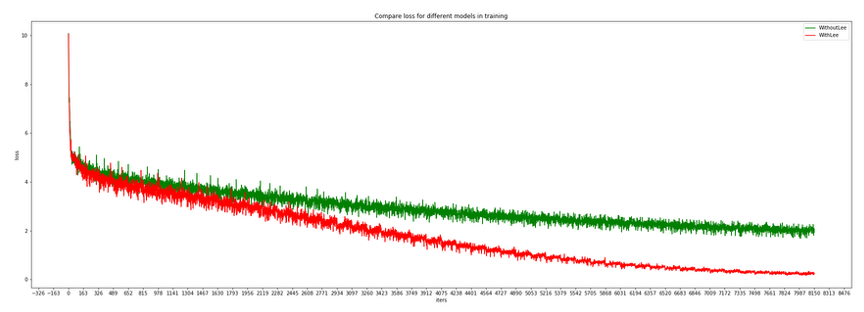 Compare loss for different models in training
WithoutLee
WithLee
loss
10
8
6
4
2
0
−326 −163 0 163 326 489 652 815 978 1141 1304 1467 1630 1793 1956 2119 2282 2445 2608 2771 2934 3097 3260 3423 3586 3749 3912 4075 4238 4401 4564 4727 4890 5053 5216 5379 5542 5705 5868 6031 6194 6357 6520 6683 6846 7009 7172 7335 7498 7661 7824 7987 8150 8313 8476
iters